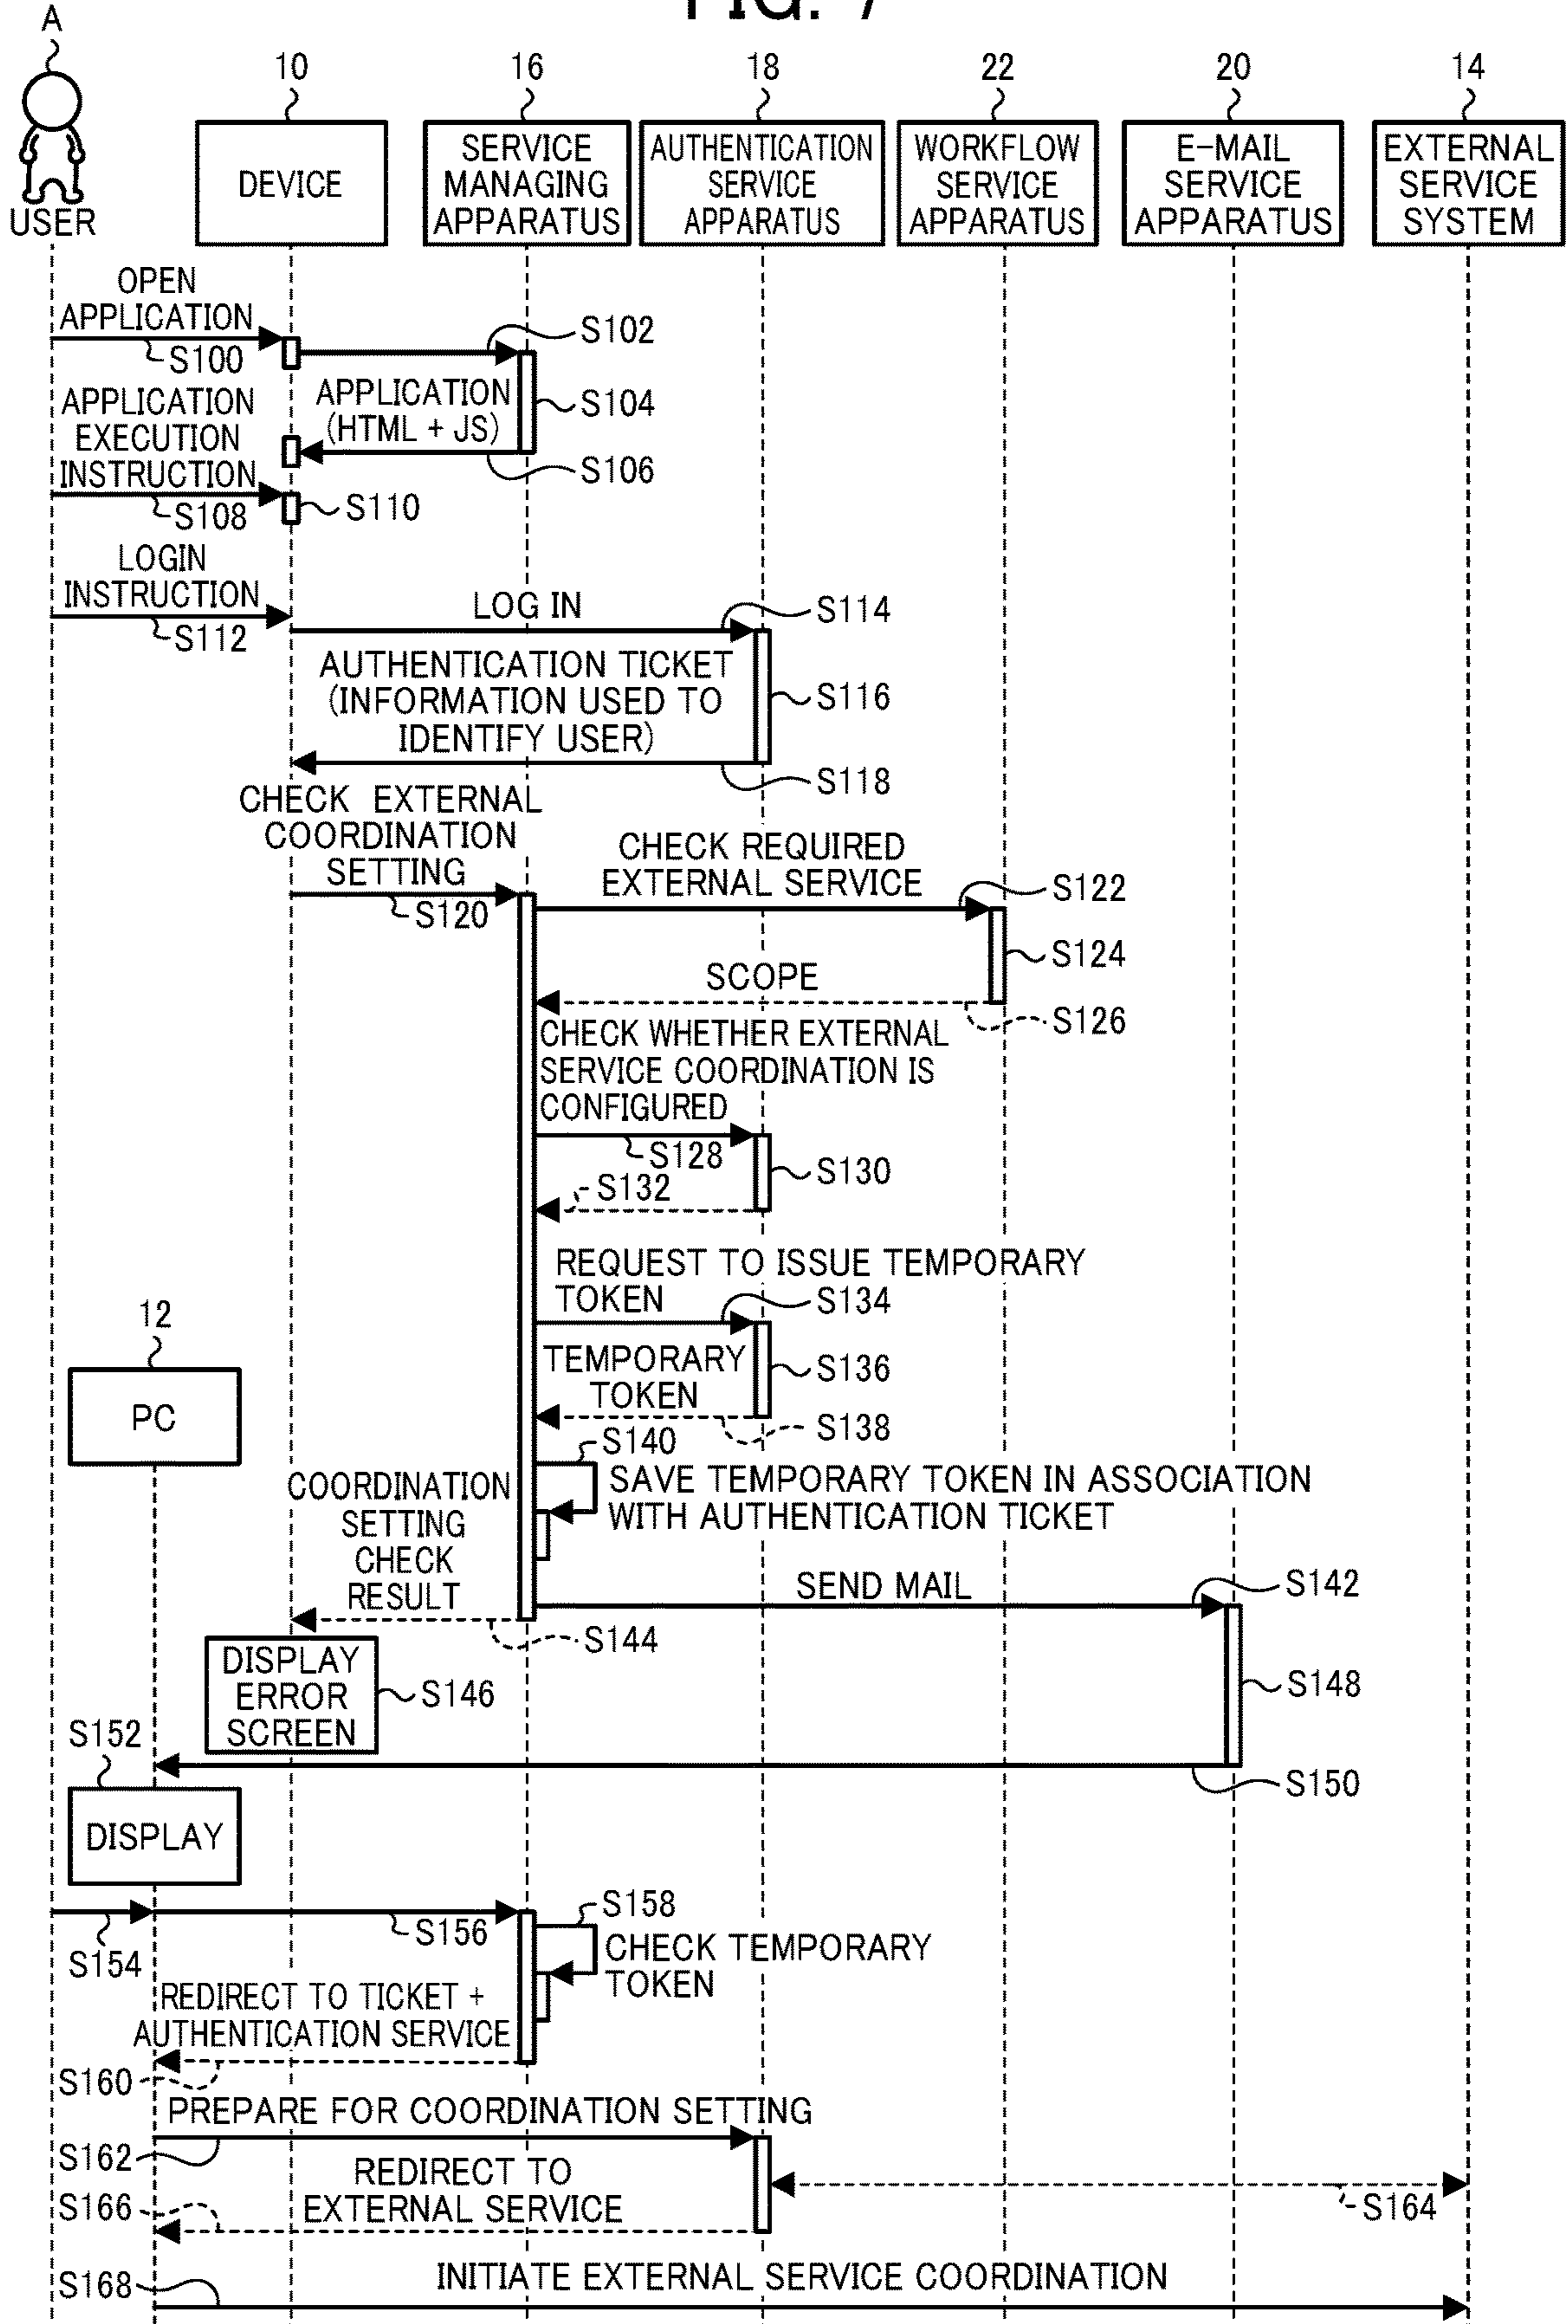 FIG. 7
A
10
16
18
22
20
14
USER
DEVICE
SERVICE
MANAGING
APPARATUS
AUTHENTICATION
SERVICE
APPARATUS
WORKFLOW
SERVICE
APPARATUS
E-MAIL
SERVICE
APPARATUS
EXTERNAL
SERVICE
SYSTEM
OPEN
APPLICATION
S100
S102
APPLICATION
(HTML + JS)
S104
S106
APPLICATION
EXECUTION
INSTRUCTION
S108
S110
LOGIN
INSTRUCTION
S112
LOG IN
S114
AUTHENTICATION TICKET
(INFORMATION USED TO
IDENTIFY USER)
S116
S118
CHECK EXTERNAL
COORDINATION
SETTING
S120
CHECK REQUIRED
EXTERNAL SERVICE
S122
S124
SCOPE
S126
CHECK WHETHER EXTERNAL
SERVICE COORDINATION IS
CONFIGURED
S128
S130
S132
REQUEST TO ISSUE TEMPORARY
TOKEN
S134
12
PC
TEMPORARY
TOKEN
S136
S138
S140
SAVE TEMPORARY TOKEN IN ASSOCIATION
WITH AUTHENTICATION TICKET
COORDINATION
SETTING
CHECK
RESULT
SEND MAIL
S142
S144
DISPLAY
ERROR
SCREEN
S146
S148
S150
S152
DISPLAY
S154
S156
S158
CHECK TEMPORARY
TOKEN
REDIRECT TO TICKET +
AUTHENTICATION SERVICE
S160
PREPARE FOR COORDINATION SETTING
S162
S164
REDIRECT TO
EXTERNAL SERVICE
S166
INITIATE EXTERNAL SERVICE COORDINATION
S168